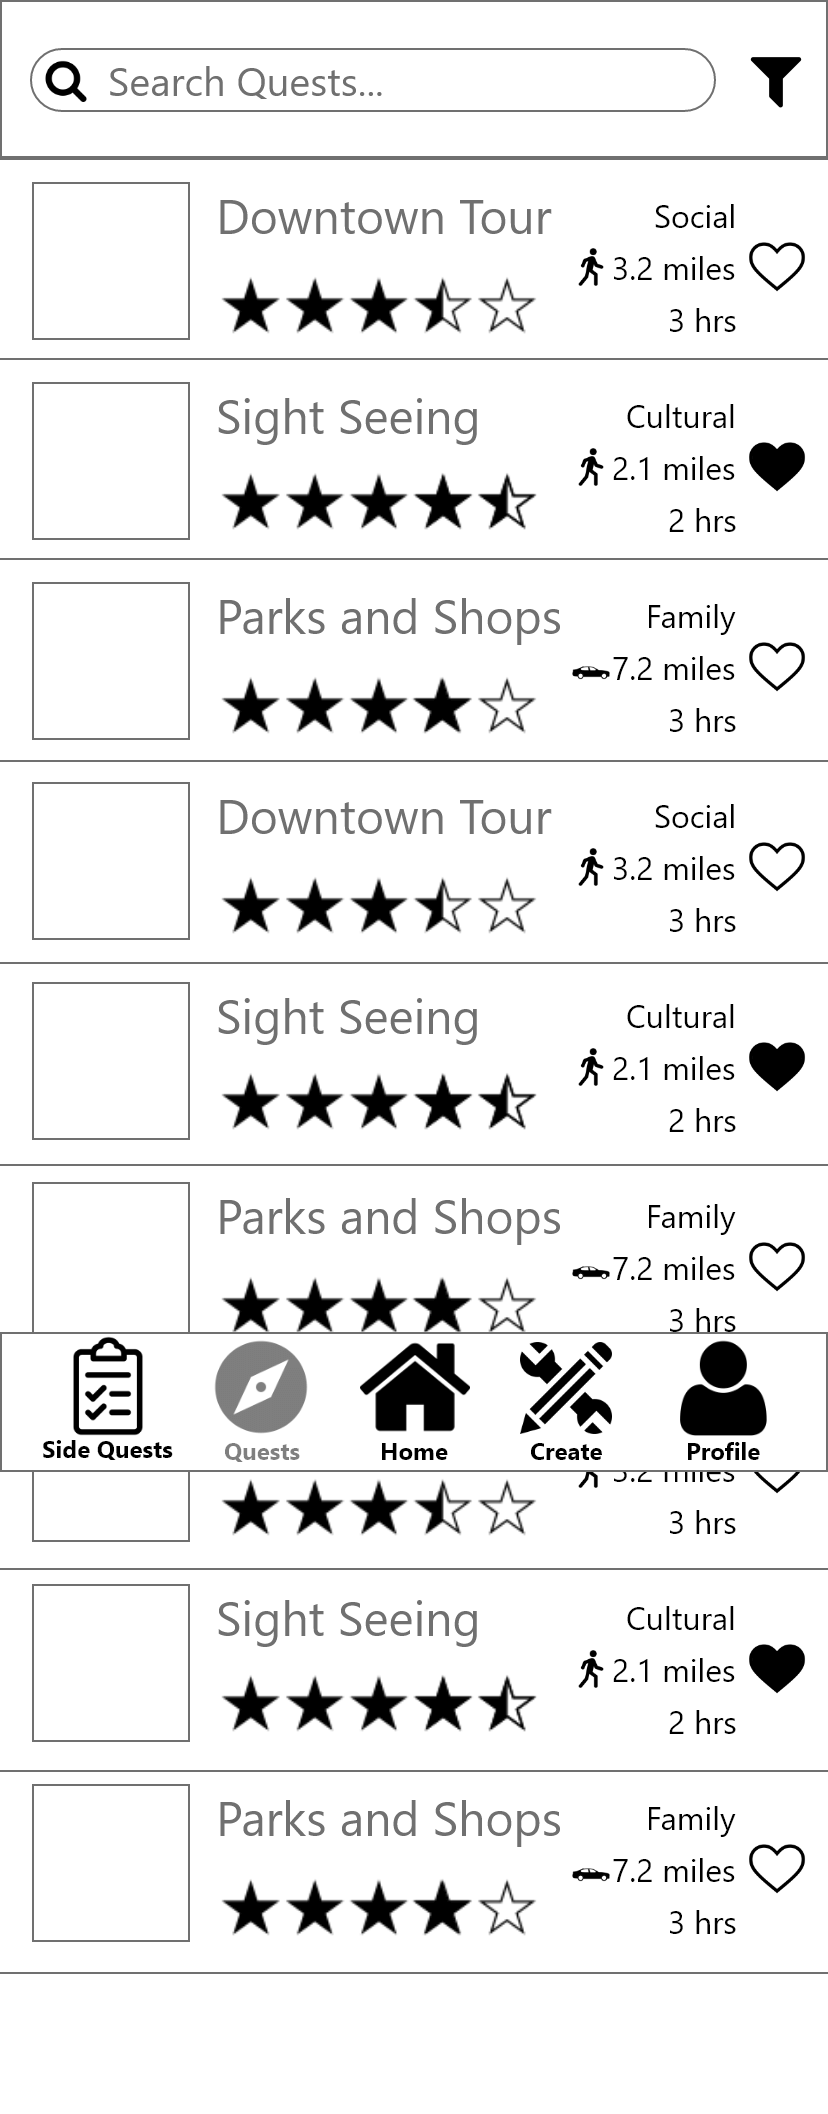 Search Quests...
Downtown Tour
Social
3.2 miles
3 hrs
Sight Seeing
Cultural
2.1 miles
2 hrs
Parks and Shops
Family
7.2 miles
3 hrs
Downtown Tour
Social
3.2 miles
3 hrs
Sight Seeing
Cultural
2.1 miles
2 hrs
Parks and Shops
Family
7.2 miles
3 hrs
Side Quests
Quests
Home
Create
Profile
3.2 miles
3 hrs
Sight Seeing
Cultural
2.1 miles
2 hrs
Parks and Shops
Family
7.2 miles
3 hrs